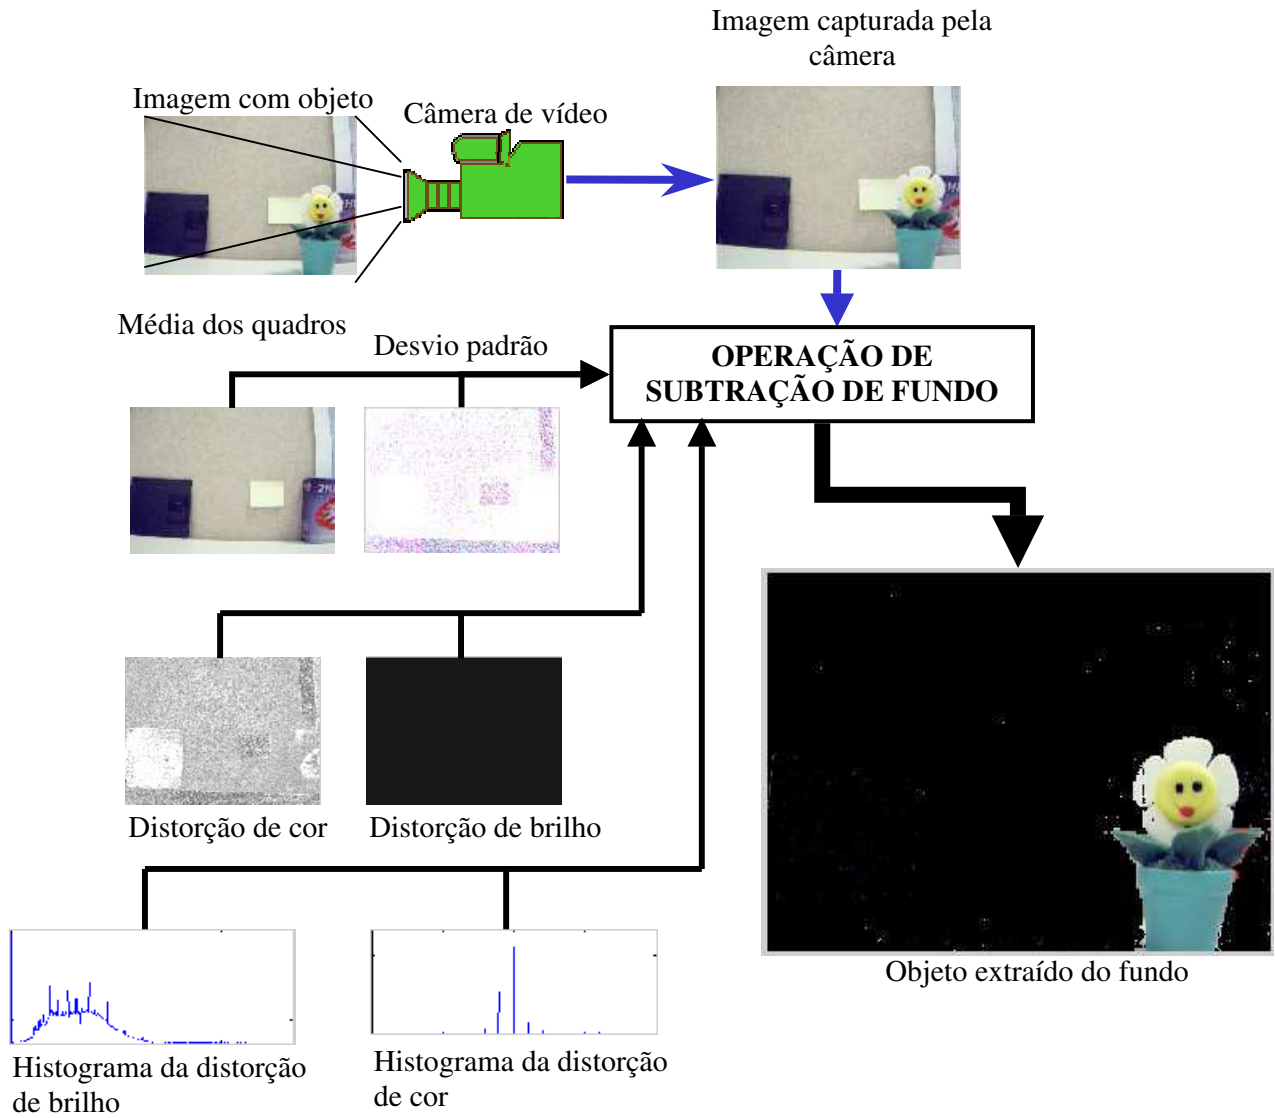 Imagem capturada pela
câmera
Imagem com objeto
Câmera de vídeo
Média dos quadros
Desvio padrão
OPERAÇÃO DE
SUBTRAÇÃO DE FUNDO
Distorção de cor
Distorção de brilho
Objeto extraído do fundo
Histograma da distorção
de brilho
Histograma da distorção
de cor